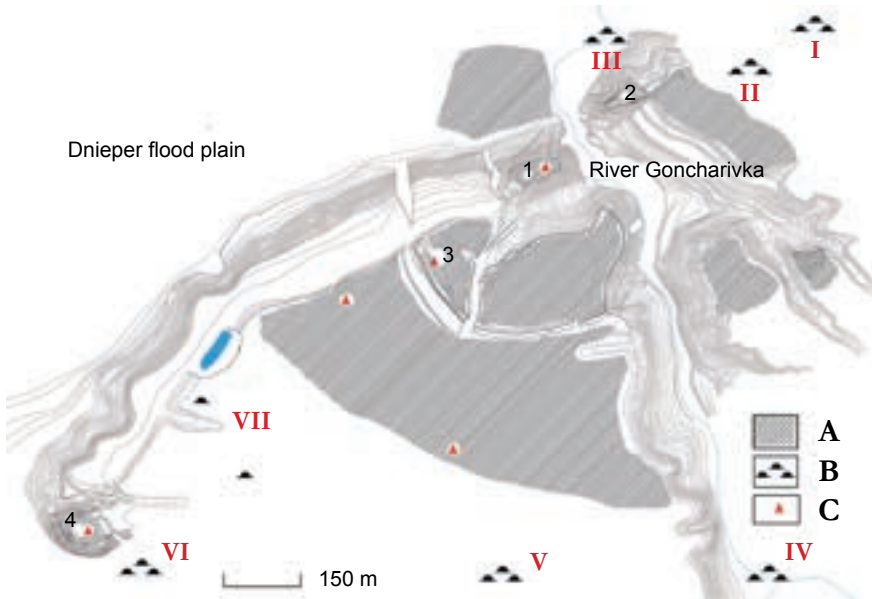 I
III
II
2
Dnieper flood plain
1
River Goncharivka
3
VII
A
B
C
4
VI
V
IV
150 m